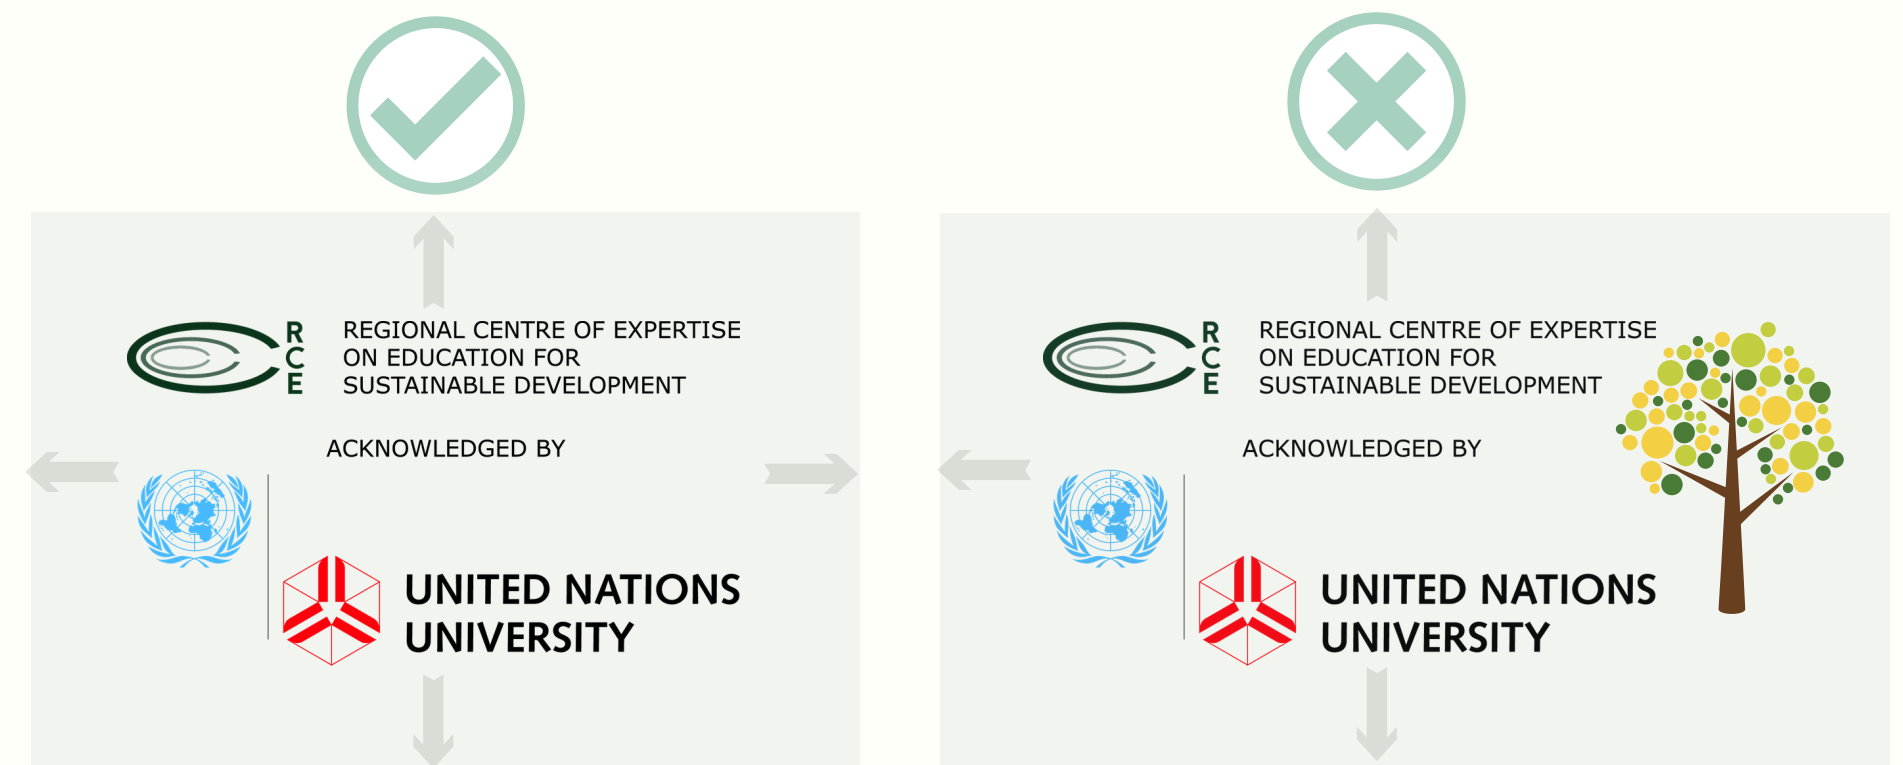 R
C
E
REGIONAL CENTRE OF EXPERTISE
ON EDUCATION FOR
SUSTAINABLE DEVELOPMENT
ACKNOWLEDGED BY
UNITED NATIONS
UNIVERSITY
R
C
E
REGIONAL CENTRE OF EXPERTISE
ON EDUCATION FOR
SUSTAINABLE DEVELOPMENT
ACKNOWLEDGED BY
UNITED NATIONS
UNIVERSITY